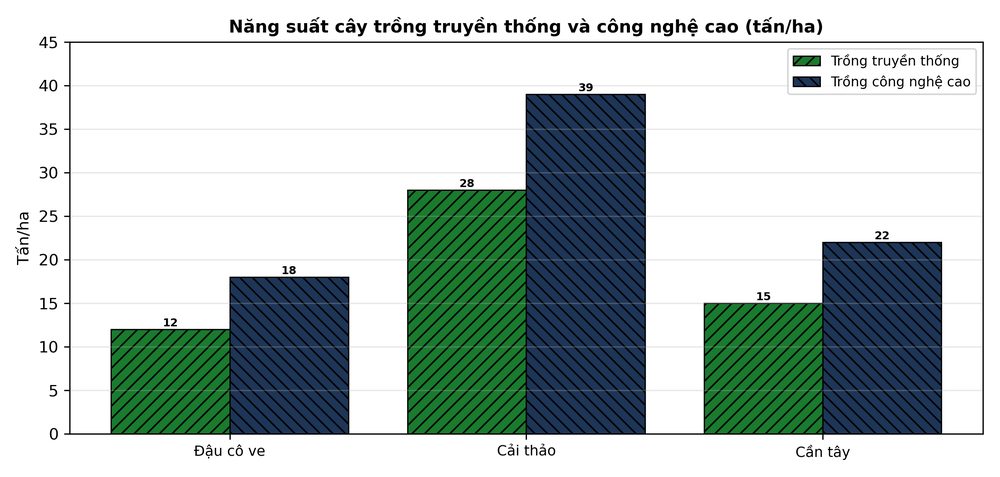 Năng suất cây trồng truyền thống và công nghệ cao (tấn/ha)
Trồng truyền thống
Trồng công nghệ cao
Tấn/ha
45
40
35
30
25
20
15
10
5
0
12
18
28
39
15
22
Đậu cô ve
Cải thảo
Cần tây